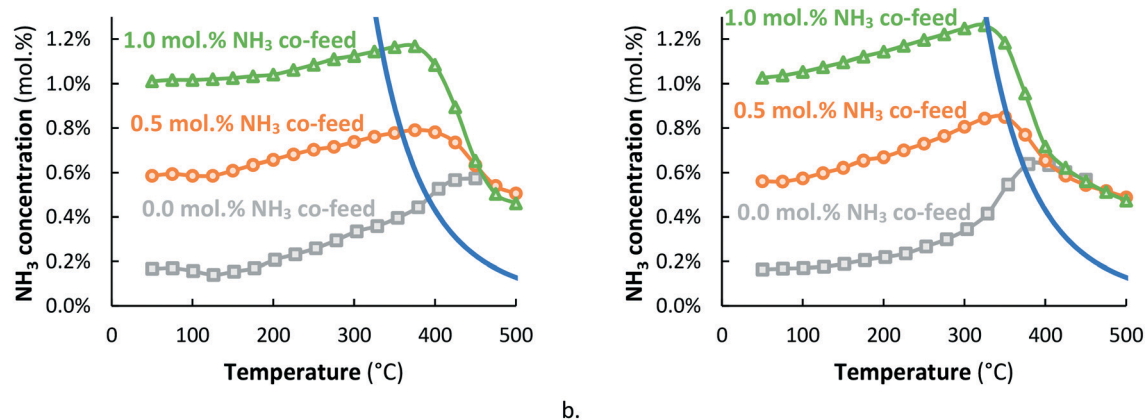 NH₃ concentration (mol.%)
1.2%
1.0%
0.8%
0.6%
0.4%
0.2%
0.0%
1.0 mol.% NH₃ co-feed
0.5 mol.% NH₃ co-feed
0.0 mol.% NH₃ co-feed
0 100 200 300 400 500
Temperature (°C)
NH₃ concentration (mol.%)
1.2%
1.0%
0.8%
0.6%
0.4%
0.2%
0.0%
1.0 mol.% NH₃ co-feed
0.5 mol.% NH₃ co-feed
0.0 mol.% NH₃ co-feed
0 100 200 300 400 500
Temperature (°C)
b.